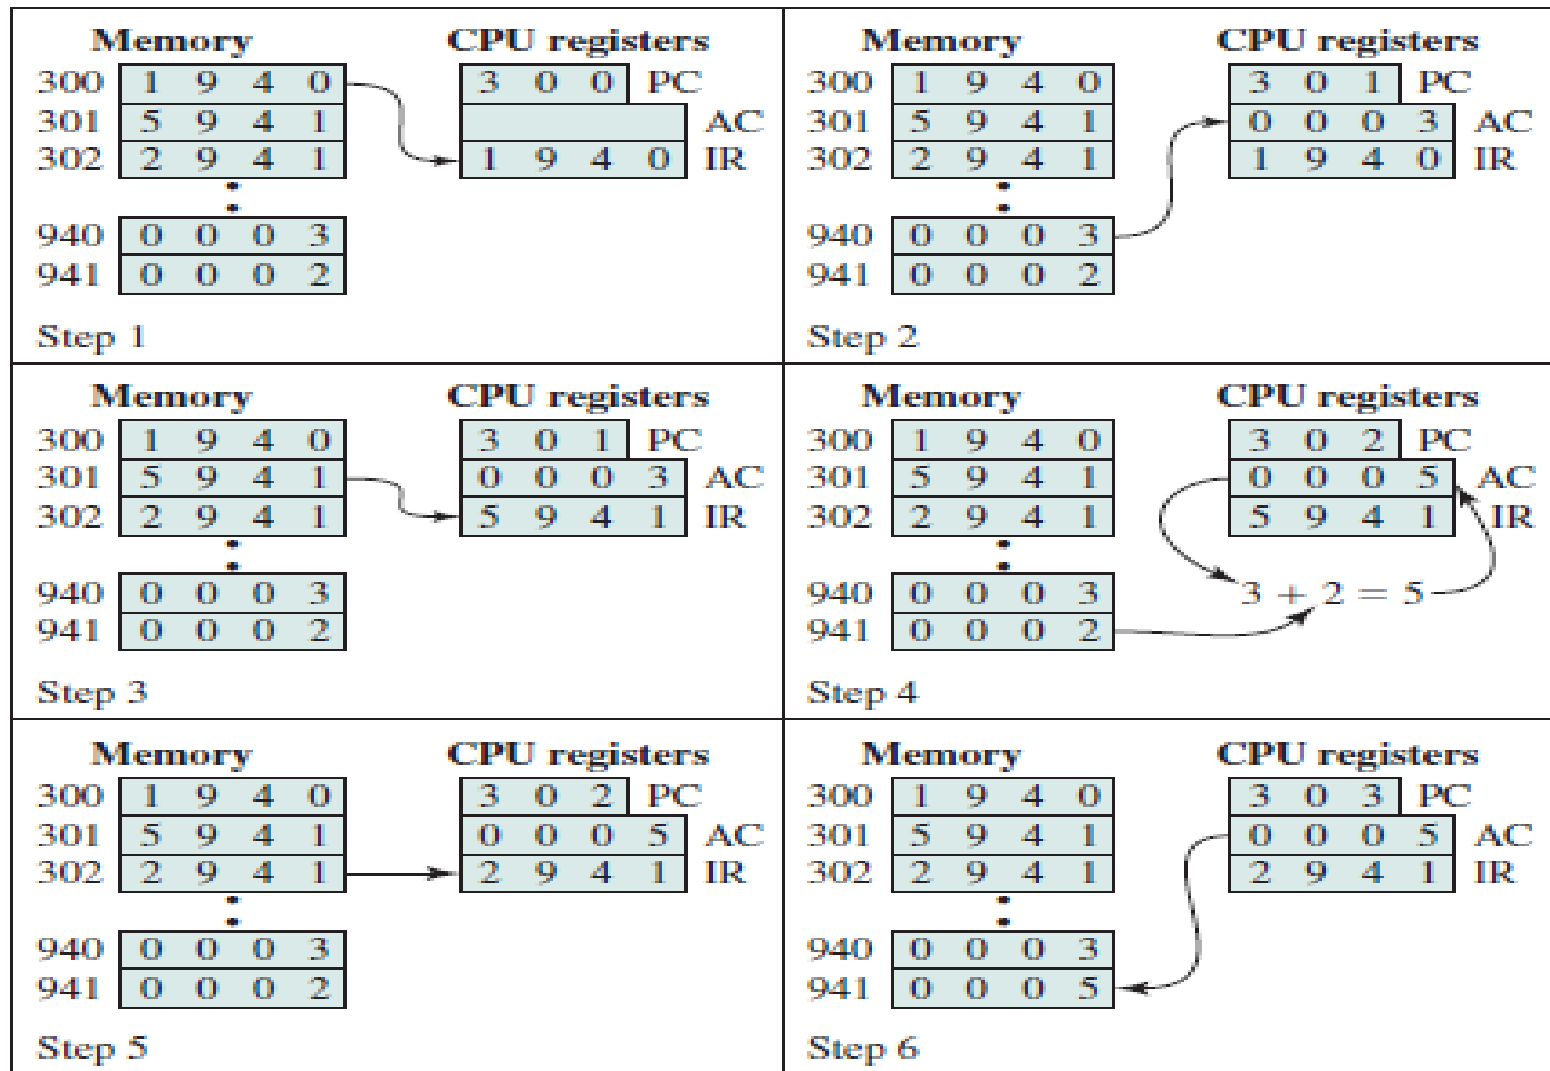 Memory CPU registers
300 1 9 4 0 3 0 0 PC
301 5 9 4 1 AC
302 2 9 4 1 1 9 4 0 IR
940 0 0 0 3
941 0 0 0 2
Step 1
Memory CPU registers
300 1 9 4 0 3 0 1 PC
301 5 9 4 1 0 0 0 3 AC
302 2 9 4 1 1 9 4 0 IR
940 0 0 0 3
941 0 0 0 2
Step 2
Memory CPU registers
300 1 9 4 0 3 0 1 PC
301 5 9 4 1 0 0 0 3 AC
302 2 9 4 1 5 9 4 1 IR
940 0 0 0 3
941 0 0 0 2
Step 3
Memory CPU registers
300 1 9 4 0 3 0 2 PC
301 5 9 4 1 0 0 0 5 AC
302 2 9 4 1 5 9 4 1 IR
940 0 0 0 3 3 + 2 = 5
941 0 0 0 2
Step 4
Memory CPU registers
300 1 9 4 0 3 0 2 PC
301 5 9 4 1 0 0 0 5 AC
302 2 9 4 1 2 9 4 1 IR
940 0 0 0 3
941 0 0 0 2
Step 5
Memory CPU registers
300 1 9 4 0 3 0 3 PC
301 5 9 4 1 0 0 0 5 AC
302 2 9 4 1 2 9 4 1 IR
940 0 0 0 3
941 0 0 0 5
Step 6